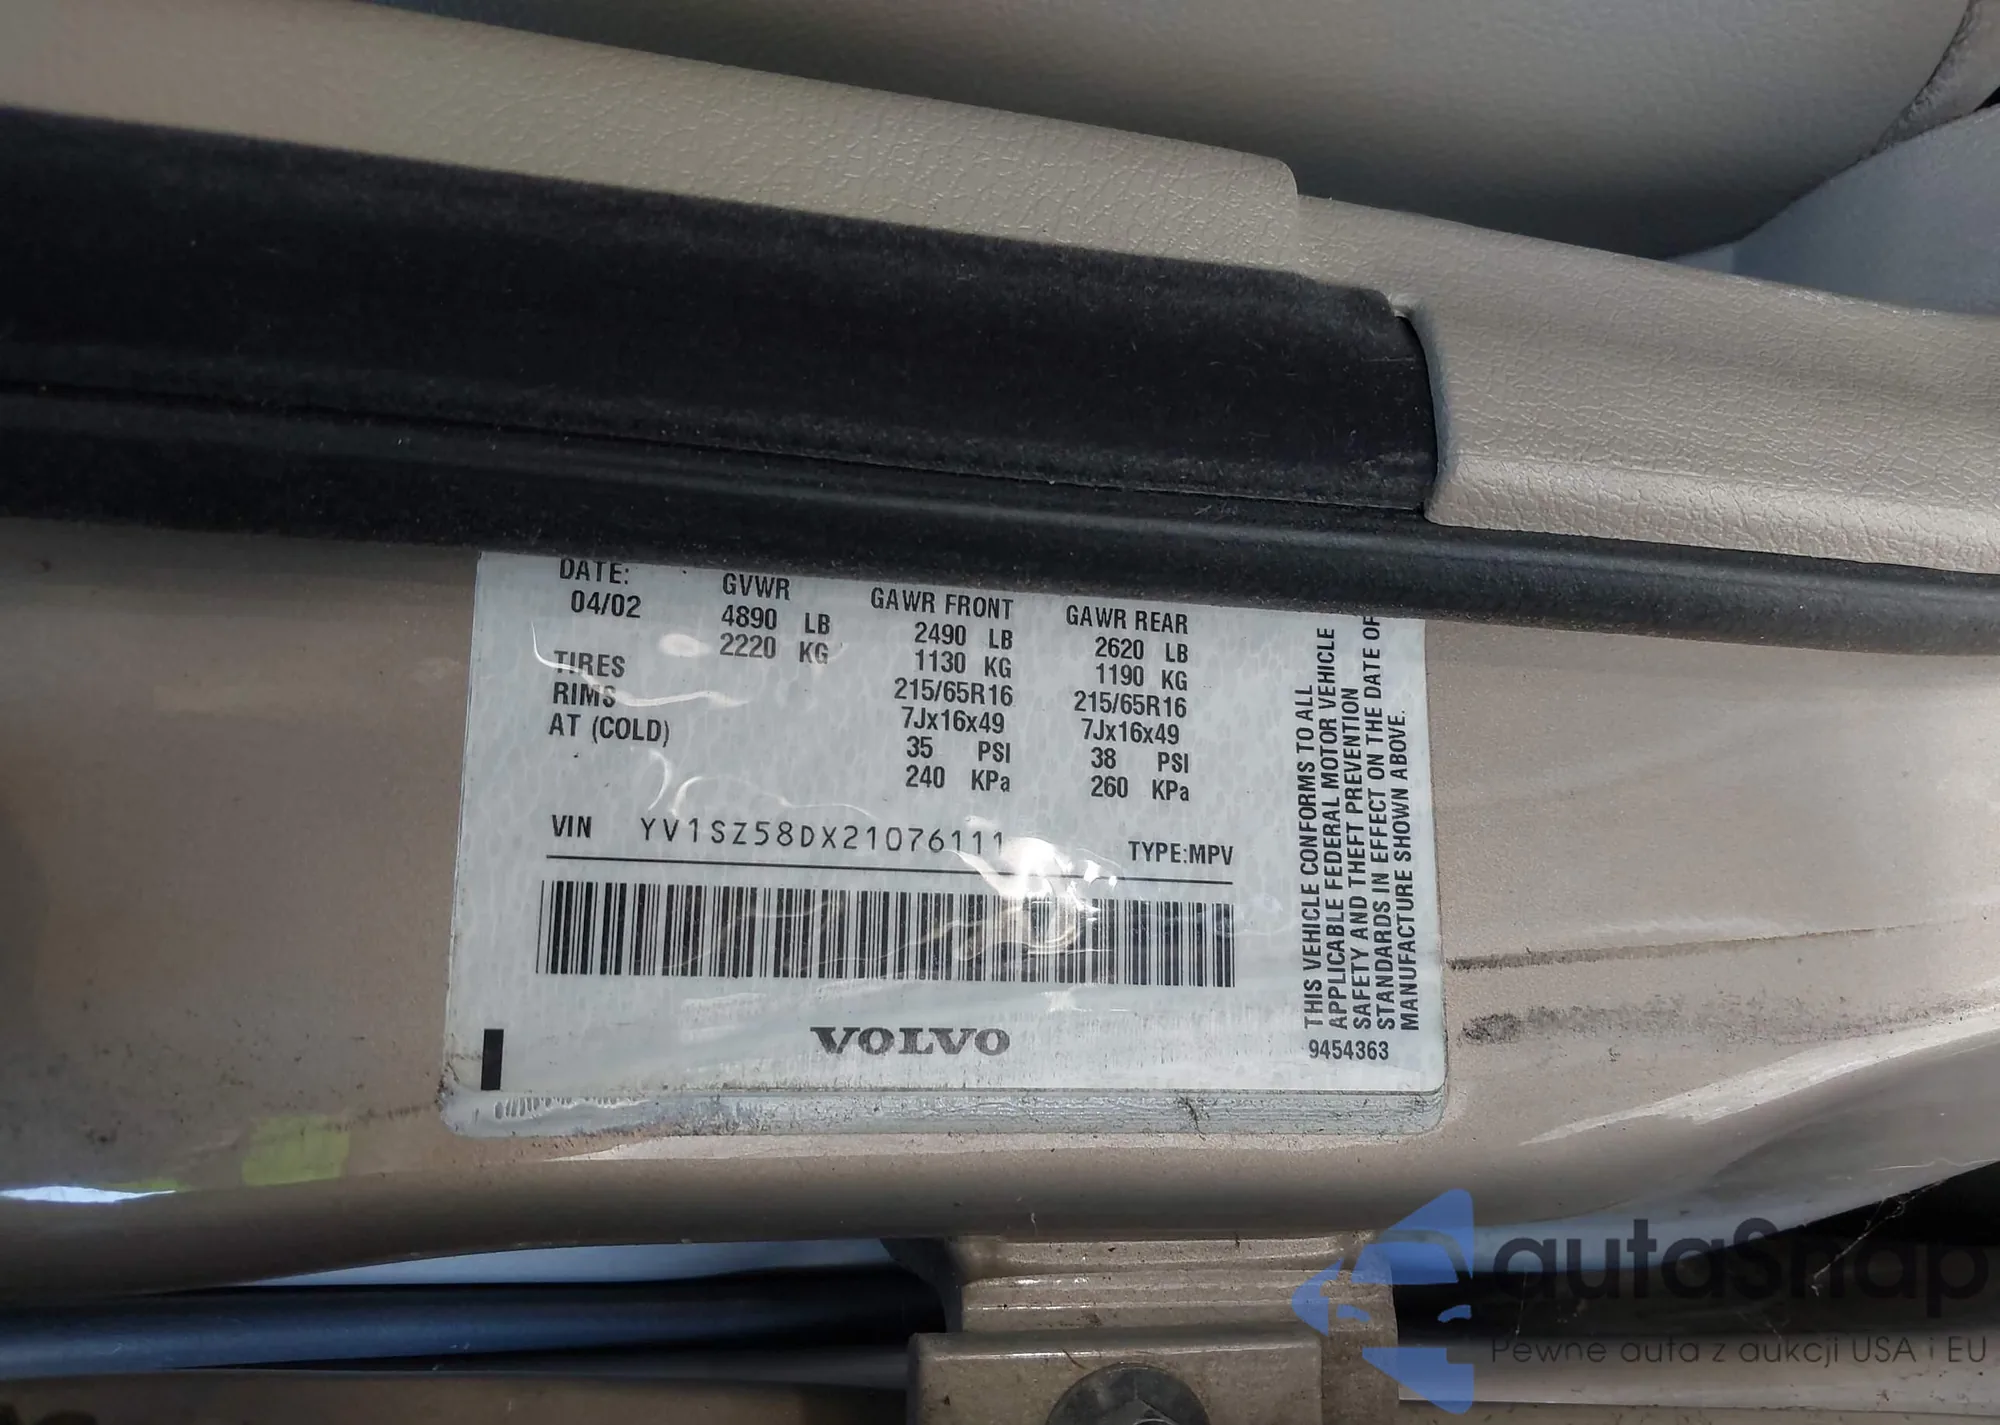 DATE: GVWR GAWR FRONT GAWR REAR
04/02 4890 LB 2490 LB 2620 LB
2220 KG 1130 KG 1190 KG
TIRES 215/65R16 215/65R16
RIMS 7Jx16x49 7Jx16x49
AT (COLD) 35 PSI 38 PSI
240 KPa 260 KPa
VIN YV1SZ58DX21076111 TYPE:MPV
VOLVO
THIS VEHICLE CONFORMS TO ALL
APPLICABLE FEDERAL MOTOR VEHICLE
SAFETY AND THEFT PREVENTION
STANDARDS IN EFFECT ON THE DATE OF
MANUFACTURE SHOWN ABOVE.
9454363
autaSnap
Pewne auta z aukcji USA i EU